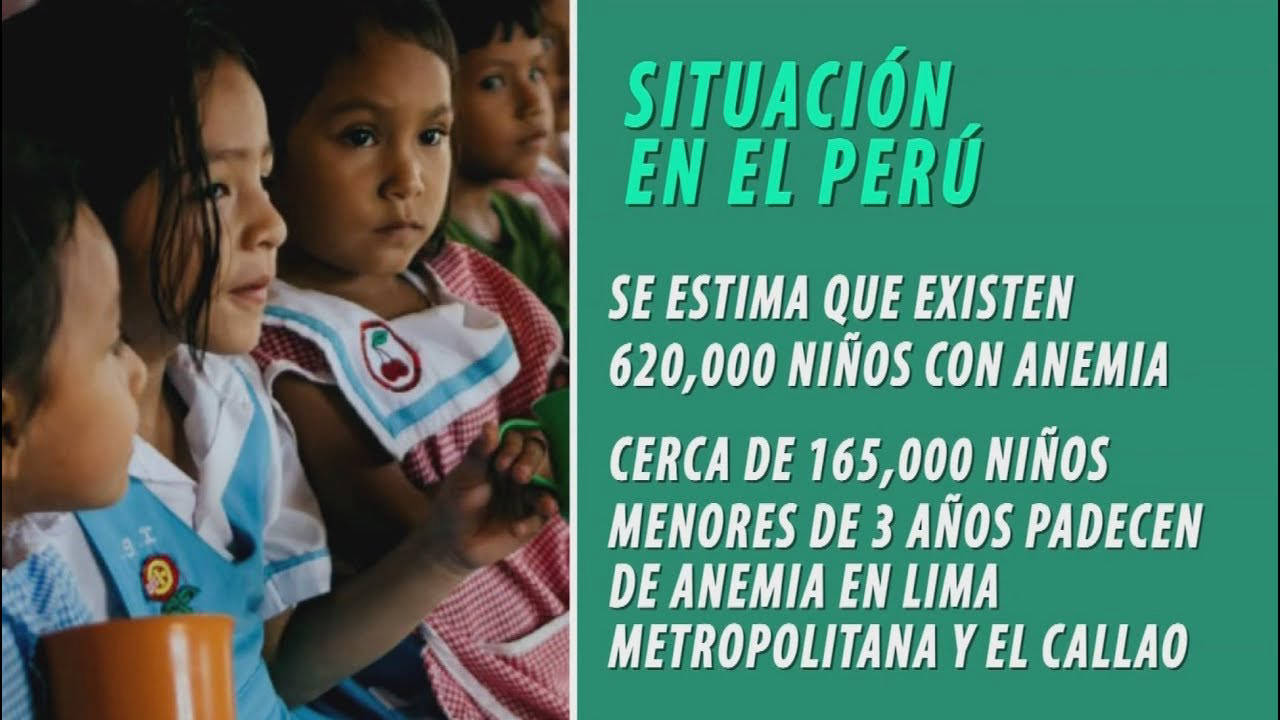 SITUACIÓN
EN EL PERÚ
SE ESTIMA QUE EXISTEN
620,000 NIÑOS CON ANEMIA
CERCA DE 165,000 NIÑOS
MENORES DE 3 AÑOS PADECEN
DE ANEMIA EN LIMA
METROPOLITANA Y EL CALLAO